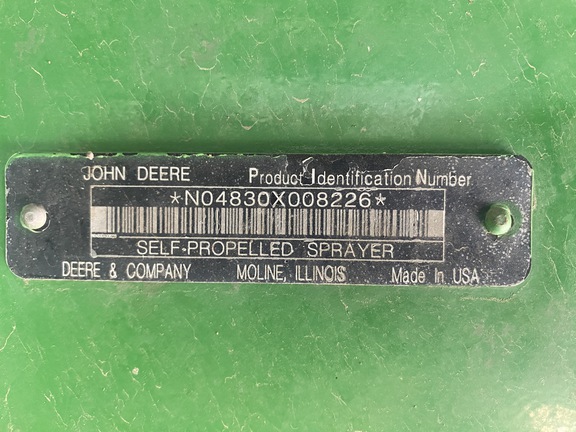 JOHN DEERE Product Identification Number
*N04830X008226*
SELF-PROPELLED SPRAYER
DEERE & COMPANY MOLINE, ILLINOIS Made In USA